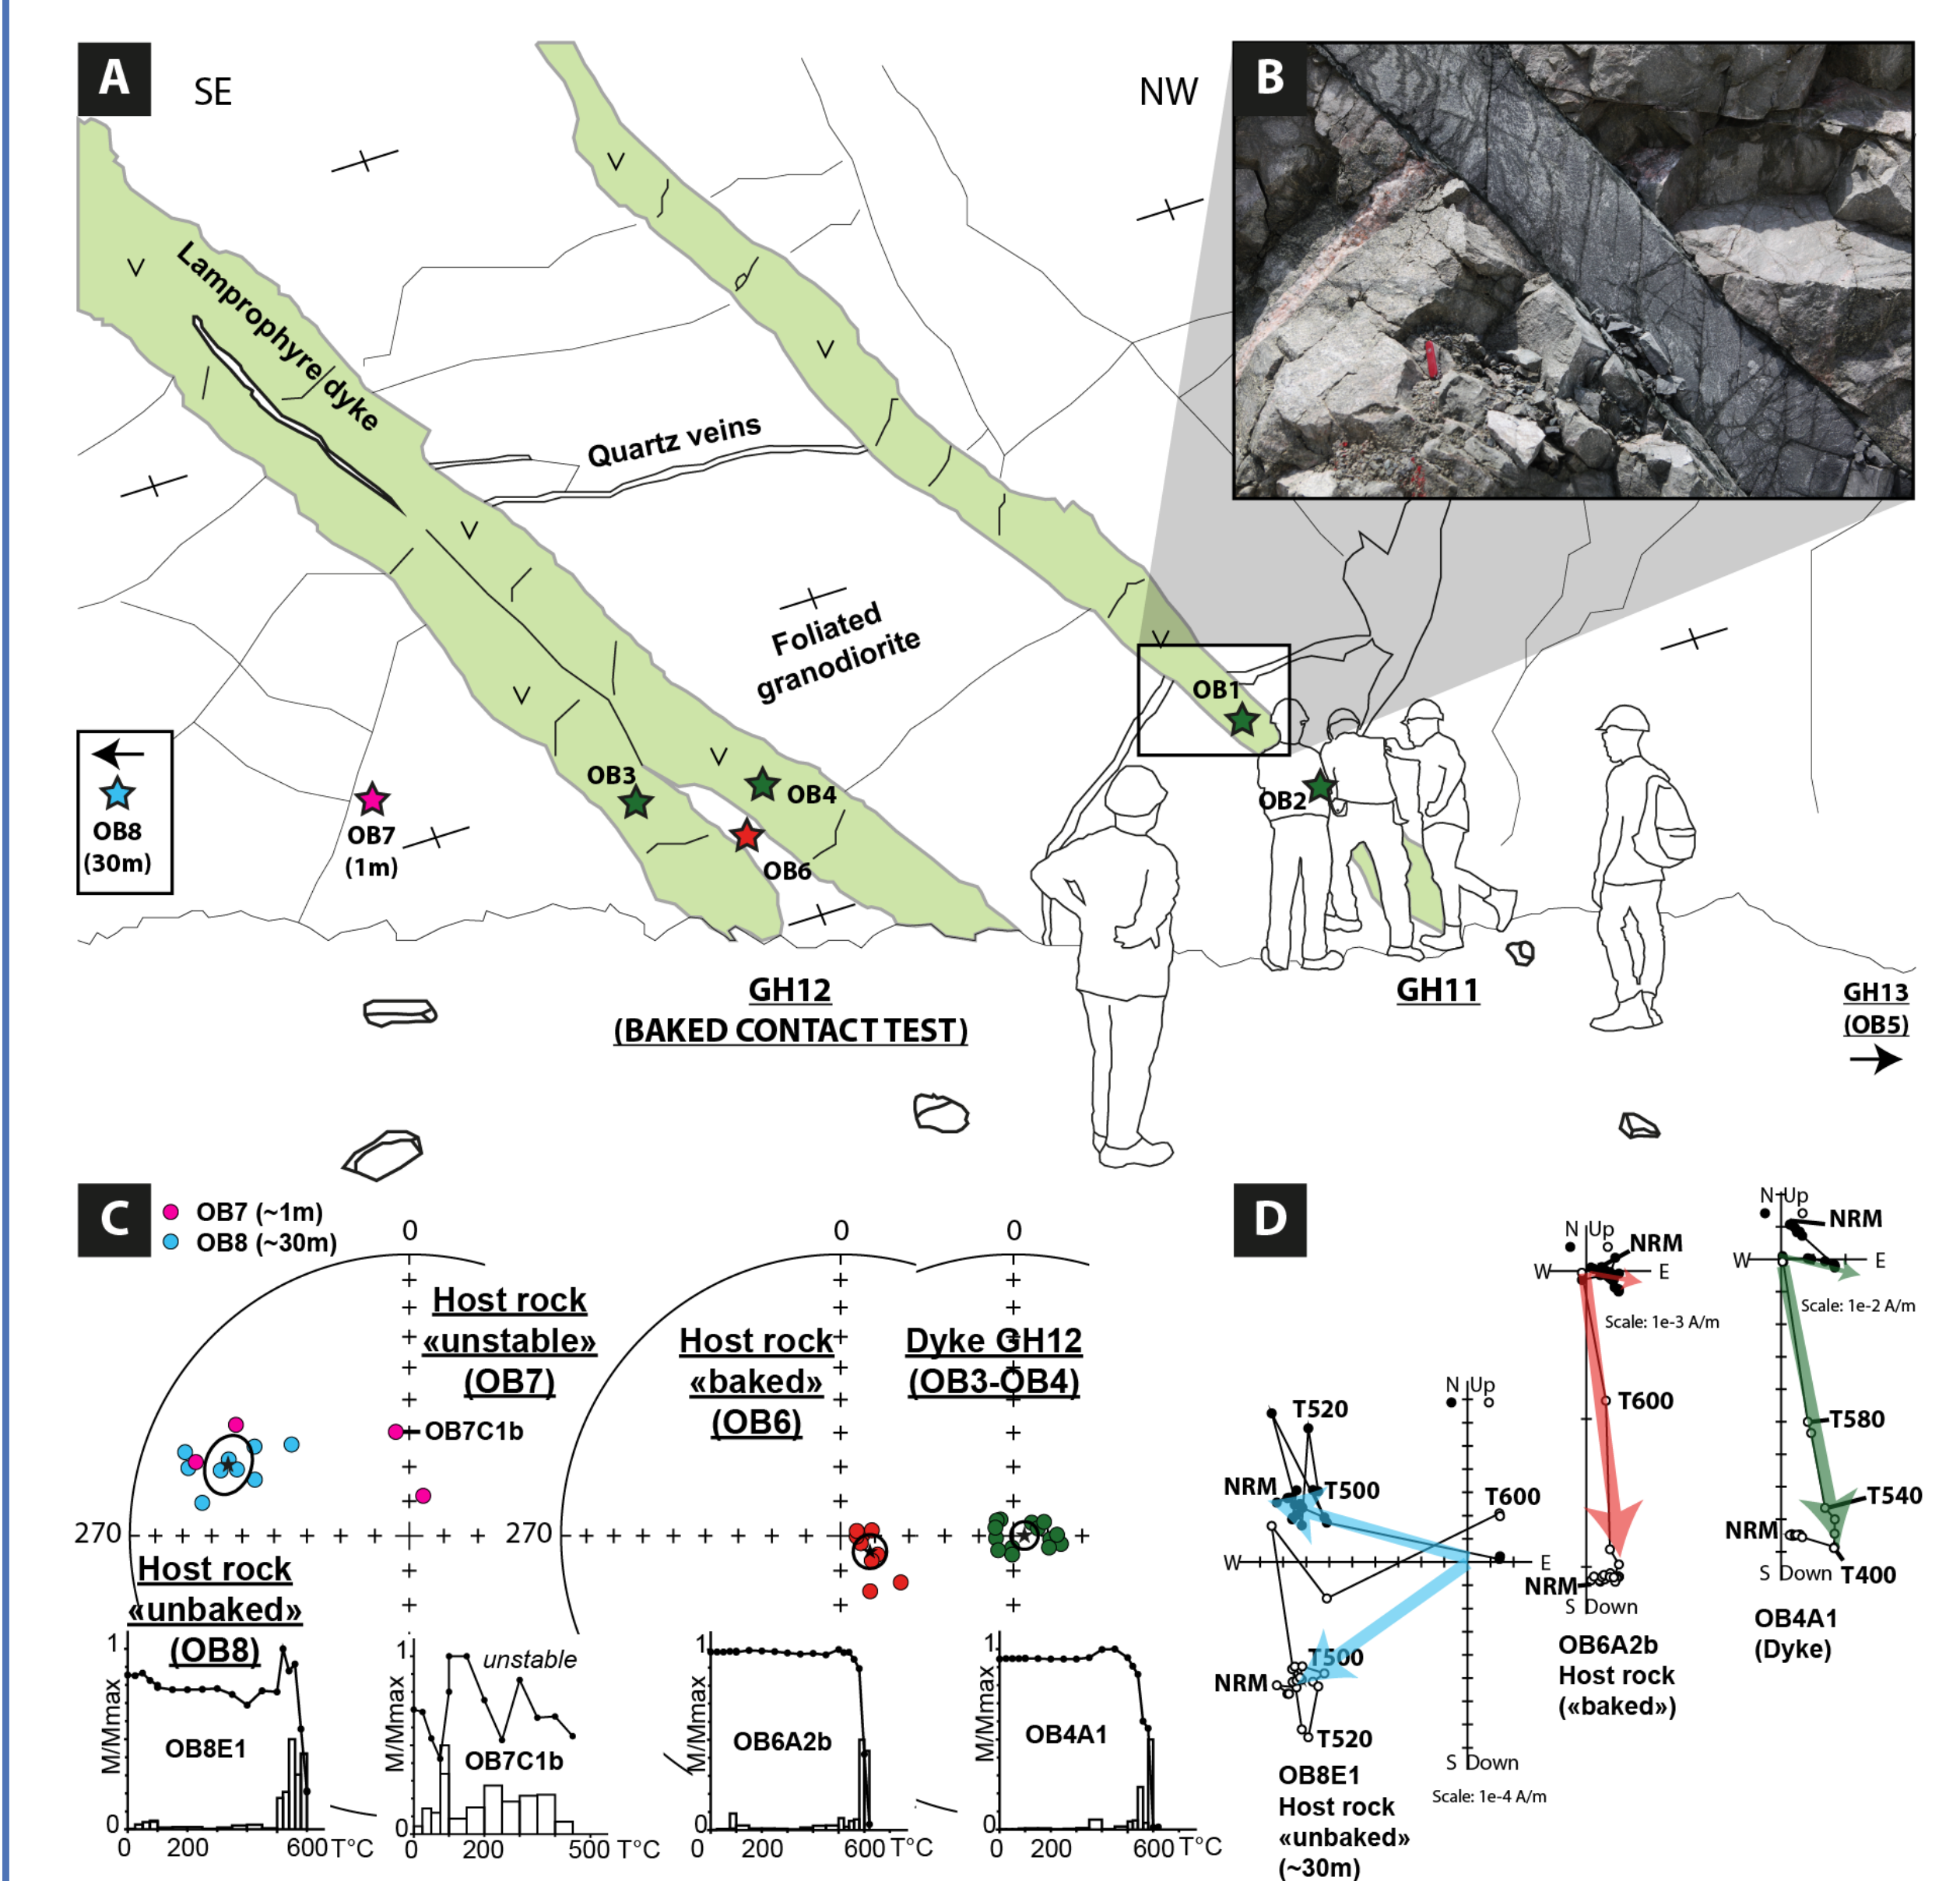 A
SE
NW
B
Lamprophyre dyke
Quartz veins
Foliated
granodiorite
OB1
OB2
OB3
OB4
OB6
OB7
(1m)
OB8
(30m)
GH12
(BAKED CONTACT TEST)
GH11
GH13
(OB5)
C
OB7 (~1m)
OB8 (~30m)
0
0
0
Host rock
«unstable»
(OB7)
Host rock
«baked»
(OB6)
Dyke GH12
(OB3-OB4)
OB7C1b
270
270
Host rock
«unbaked»
(OB8)
1
M/Mmax
OB8E1
0
0 200 600 T°C
1
M/Mmax
unstable
OB7C1b
0
0 200 500 T°C
1
M/Mmax
OB6A2b
0
0 200 600 T°C
1
M/Mmax
OB4A1
0
0 200 600 T°C
D
N Up
T520
NRM
T500
T600
W
E
T500
NRM
T520
S Down
Scale: 1e-4 A/m
OB8E1
Host rock
«unbaked»
(~30m)
N Up
NRM
W
E
Scale: 1e-3 A/m
T600
NRM
S Down
OB6A2b
Host rock
(«baked»)
N Up
NRM
W
E
Scale: 1e-2 A/m
T580
T540
NRM
S Down
T400
OB4A1
(Dyke)